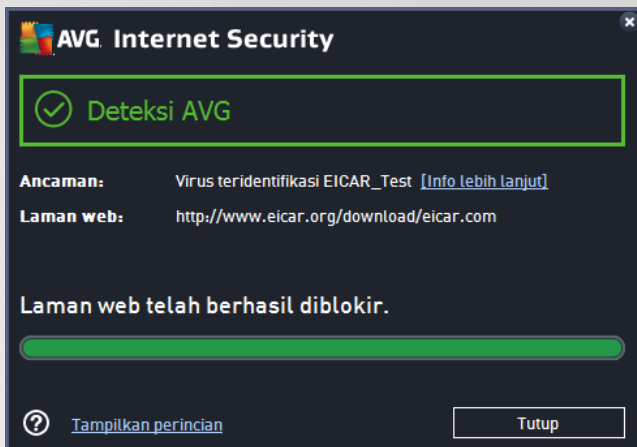 AVG. Internet Security
Deteksi AVG
Ancaman: Virus teridentifikasi EICAR_Test [Info lebih lanjut]
Laman web: http://www.eicar.org/download/eicar.com
Laman web telah berhasil diblokir.
? Tampilkan perincian Tutup